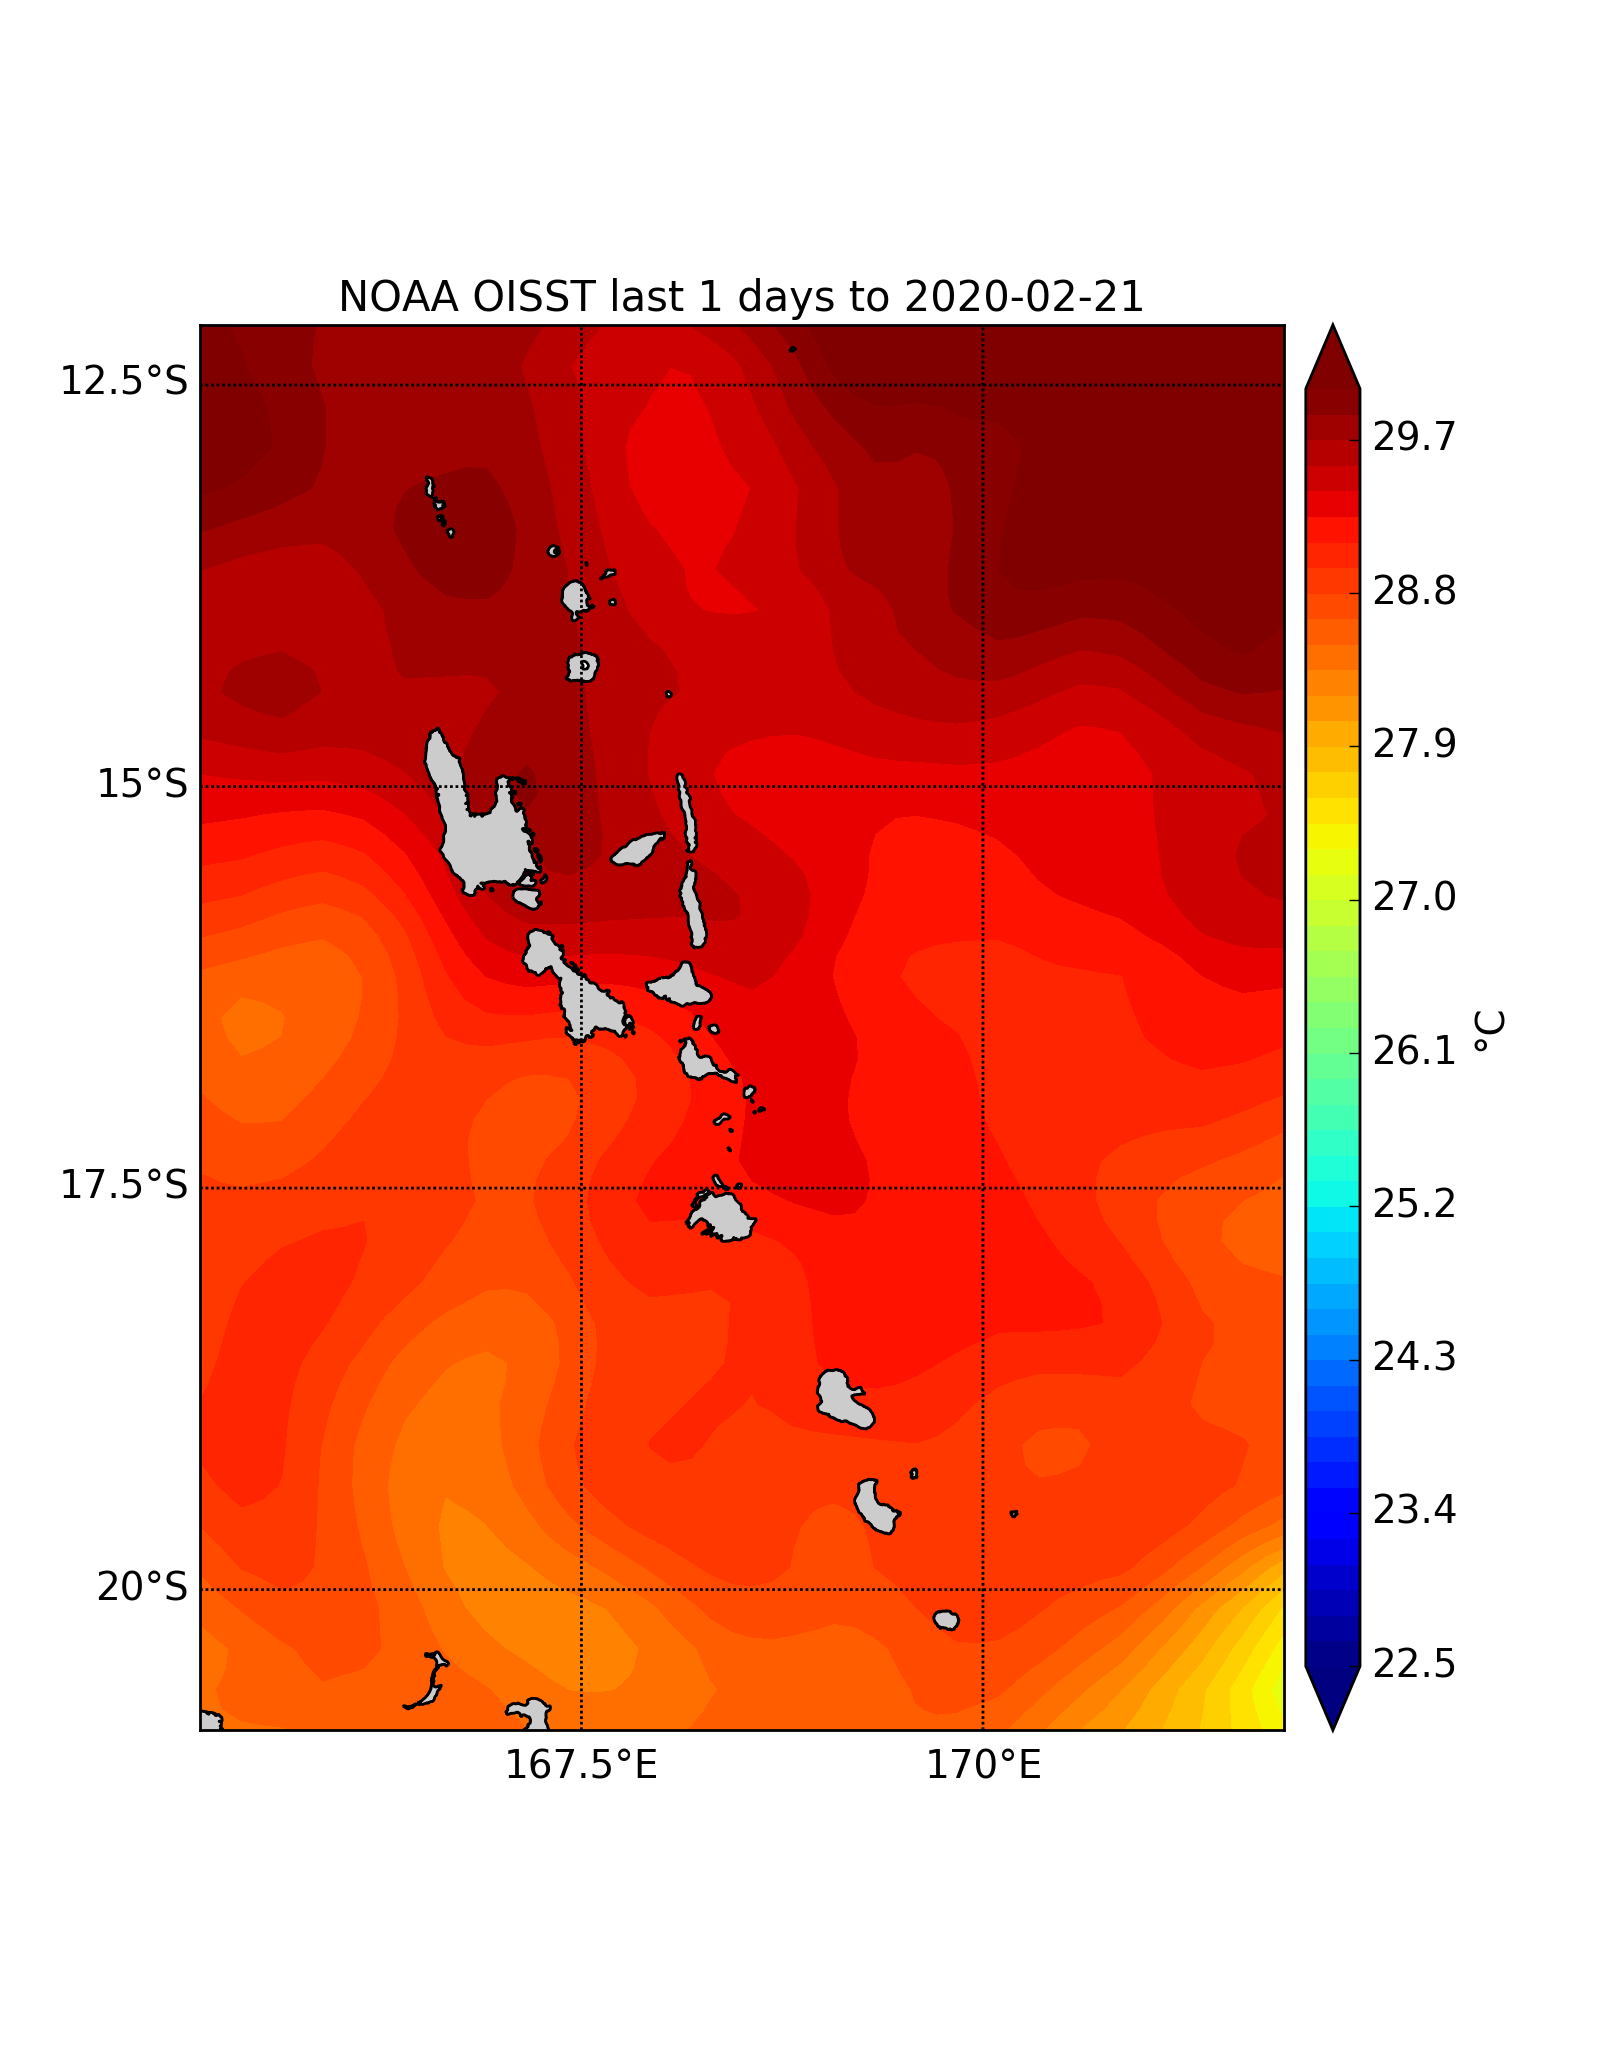 NOAA OISST last 1 days to 2020-02-21
12.5°S
15°S
17.5°S
20°S
167.5°E
170°E
29.7
28.8
27.9
27.0
26.1
25.2
24.3
23.4
22.5
°C